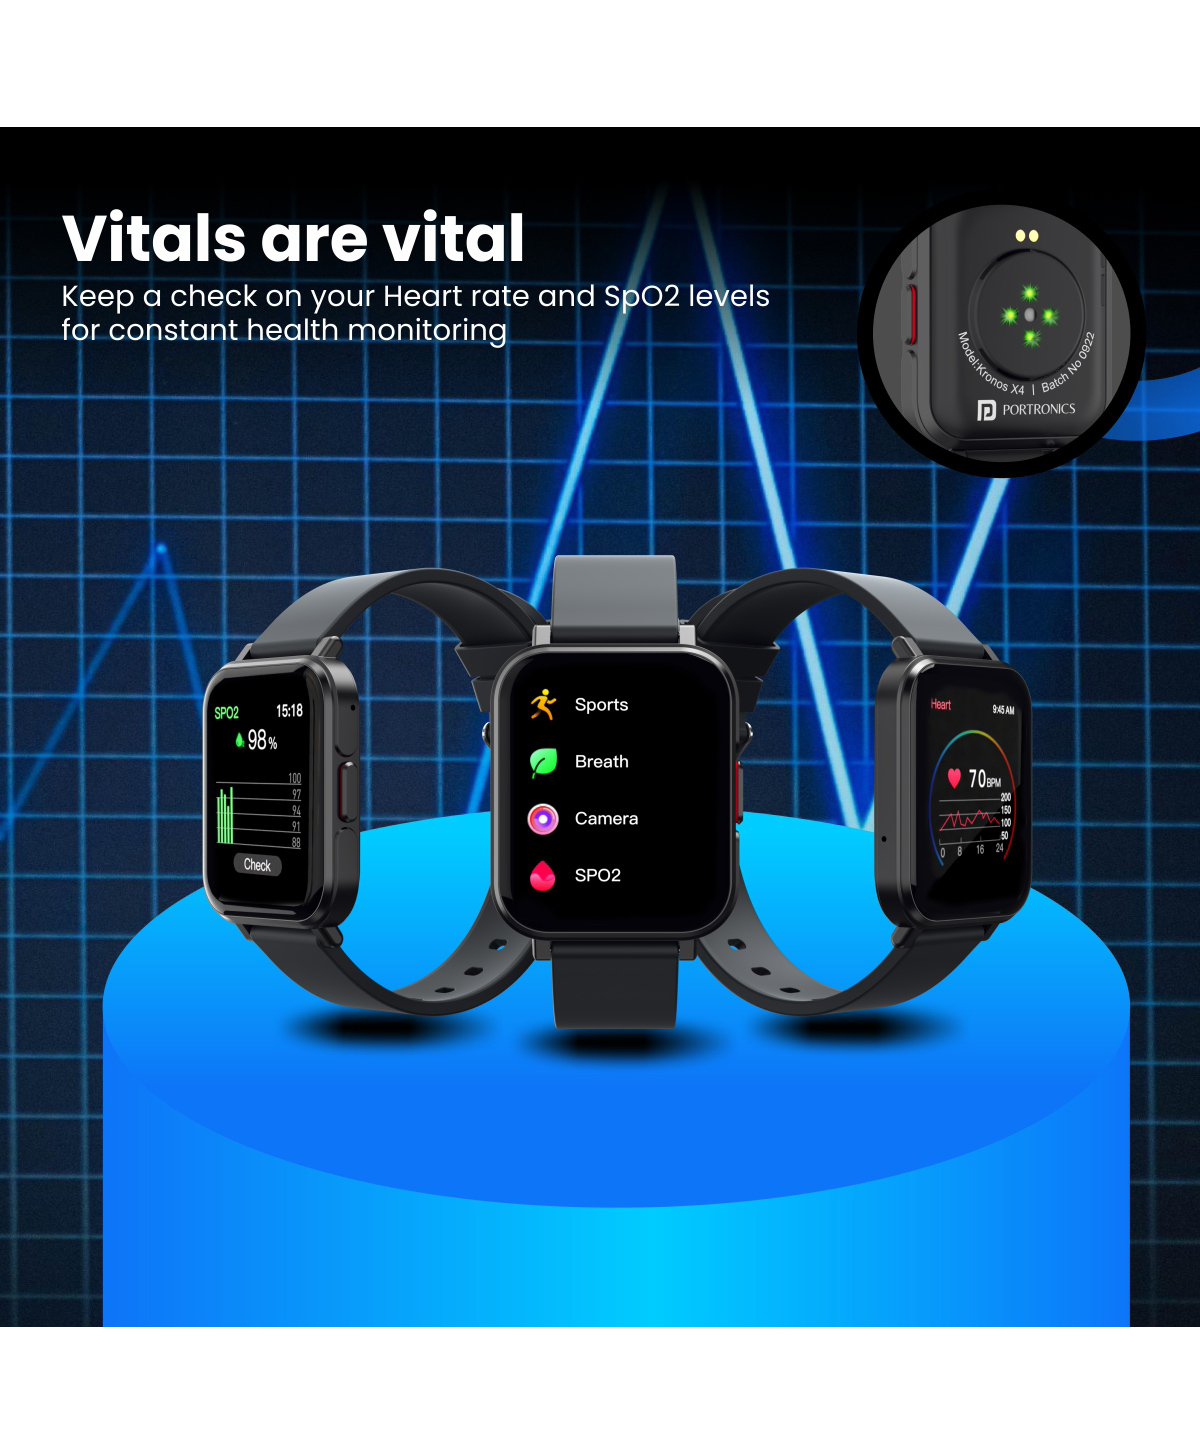 Vitals are vital
Keep a check on your Heart rate and SpO2 levels
for constant health monitoring
Model:Kronos X4 | Batch No 0922
PORTRONICS
SPO2 15:18
98%
100
97
94
91
88
Check
Sports
Breath
Camera
SPO2
Heart 9:45 AM
70BPM
200
150
100
50
0 8 16 24